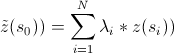 z̃(s₀)) = ∑ᵢ₌₁ᴺ λᵢ * z(sᵢ))